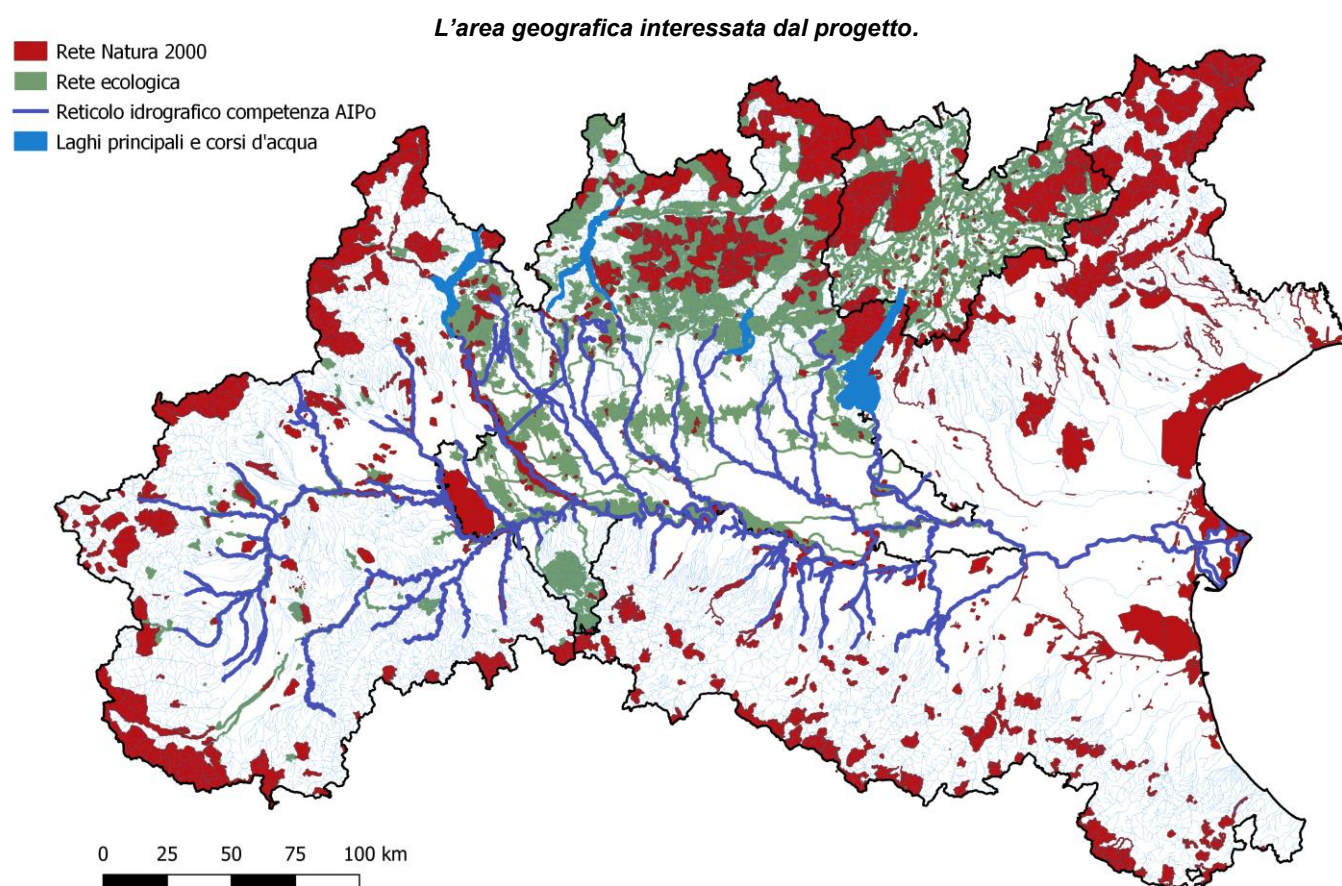 L'area geografica interessata dal progetto.
Rete Natura 2000
Rete ecologica
Reticolo idrografico competenza AIPo
Laghi principali e corsi d'acqua
0 25 50 75 100 km